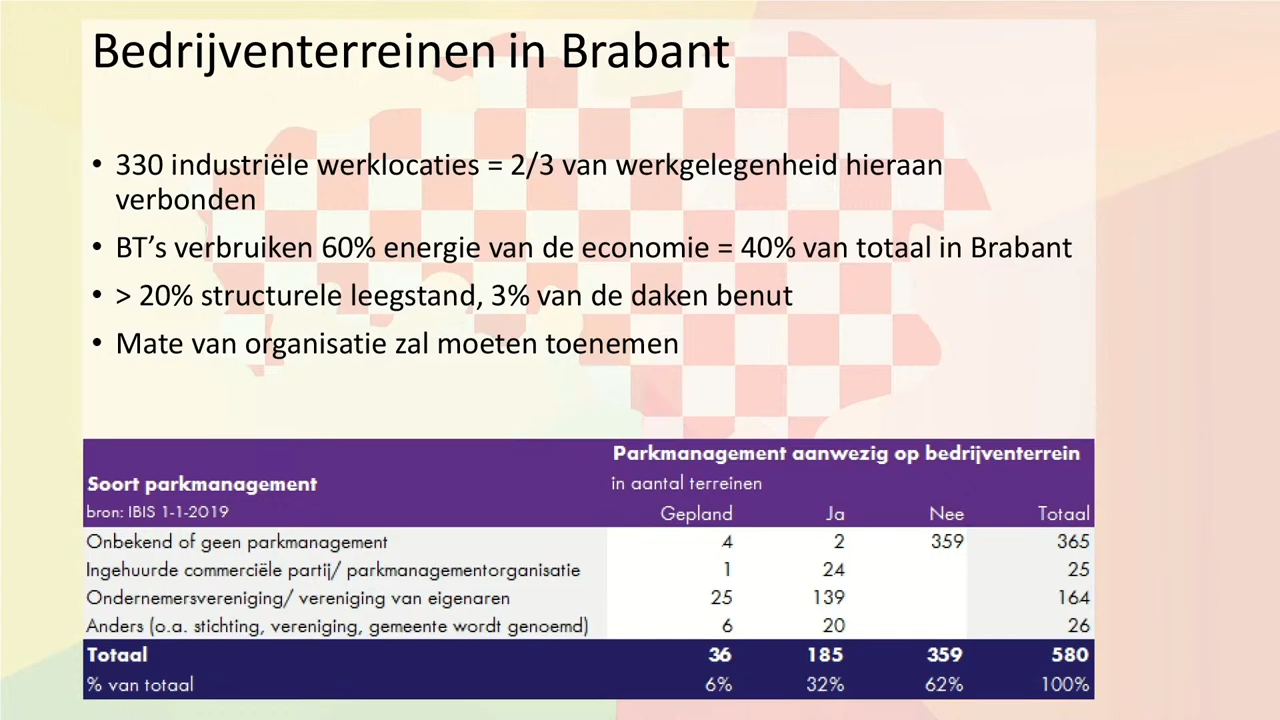 Bedrijventerreinen in Brabant
• 330 industriële werklocaties = 2/3 van werkgelegenheid hieraan
verbonden
• BT’s verbruiken 60% energie van de economie = 40% van totaal in Brabant
• > 20% structurele leegstand, 3% van de daken benut
• Mate van organisatie zal moeten toenemen
Parkmanagement aanwezig op bedrijventerrein
Soort parkmanagement in aantal terreinen
bron: IBIS 1-1-2019 Gepland Ja Nee Totaal
Onbekend of geen parkmanagement 4 2 359 365
Ingehuurde commerciële partij/ parkmanagementorganisatie 1 24 25
Ondernemersvereniging/ vereniging van eigenaren 25 139 164
Anders (o.a. stichting, vereniging, gemeente wordt genoemd) 6 20 26
Totaal 36 185 359 580
% van totaal 6% 32% 62% 100%